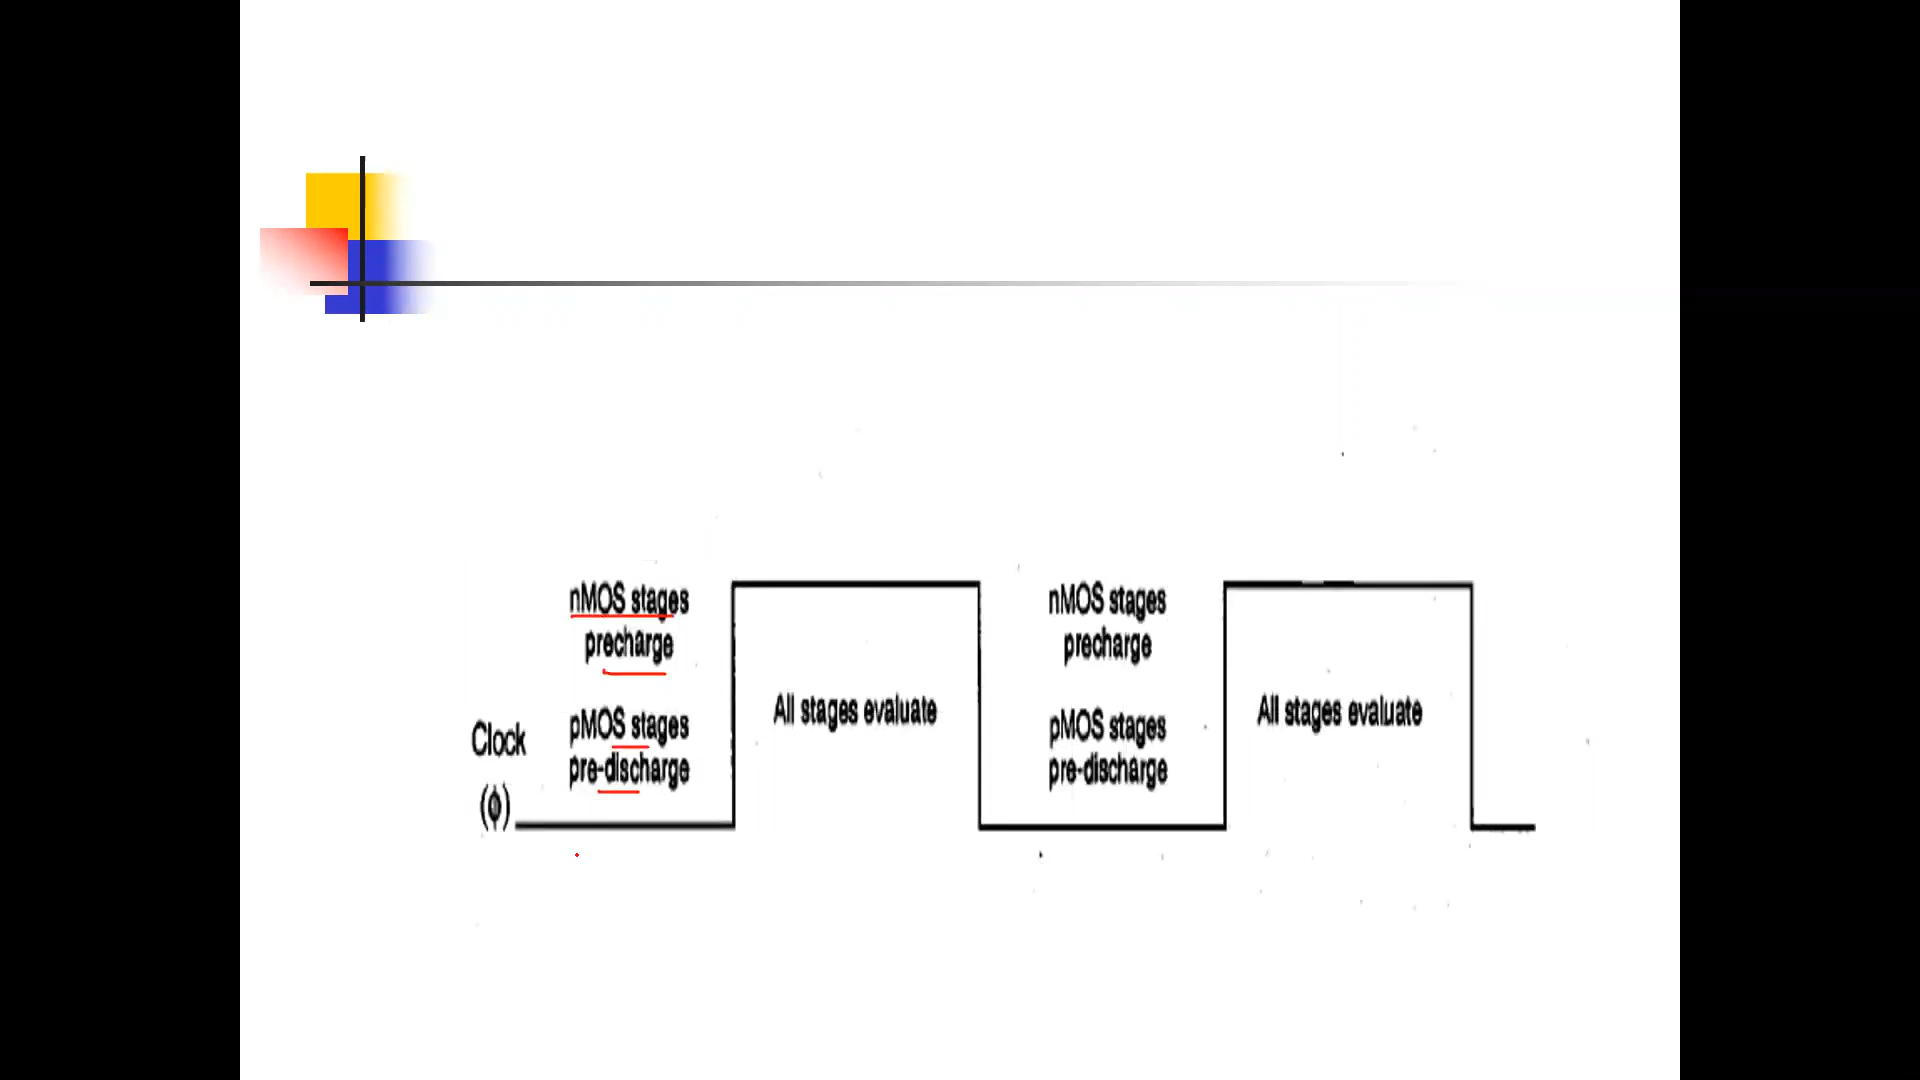 nMOS stages
precharge
pMOS stages
pre-discharge
Clock
(ϕ)
All stages evaluate
nMOS stages
precharge
pMOS stages
pre-discharge
All stages evaluate